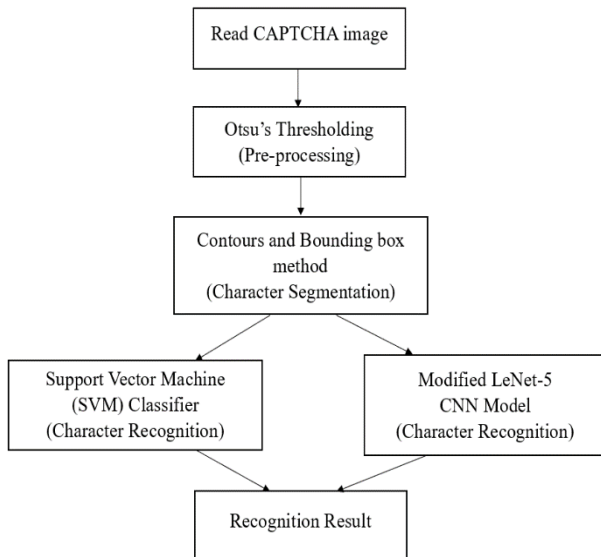 Read CAPTCHA image
Otsu’s Thresholding
(Pre-processing)
Contours and Bounding box
method
(Character Segmentation)
Support Vector Machine
(SVM) Classifier
(Character Recognition)
Modified LeNet-5
CNN Model
(Character Recognition)
Recognition Result